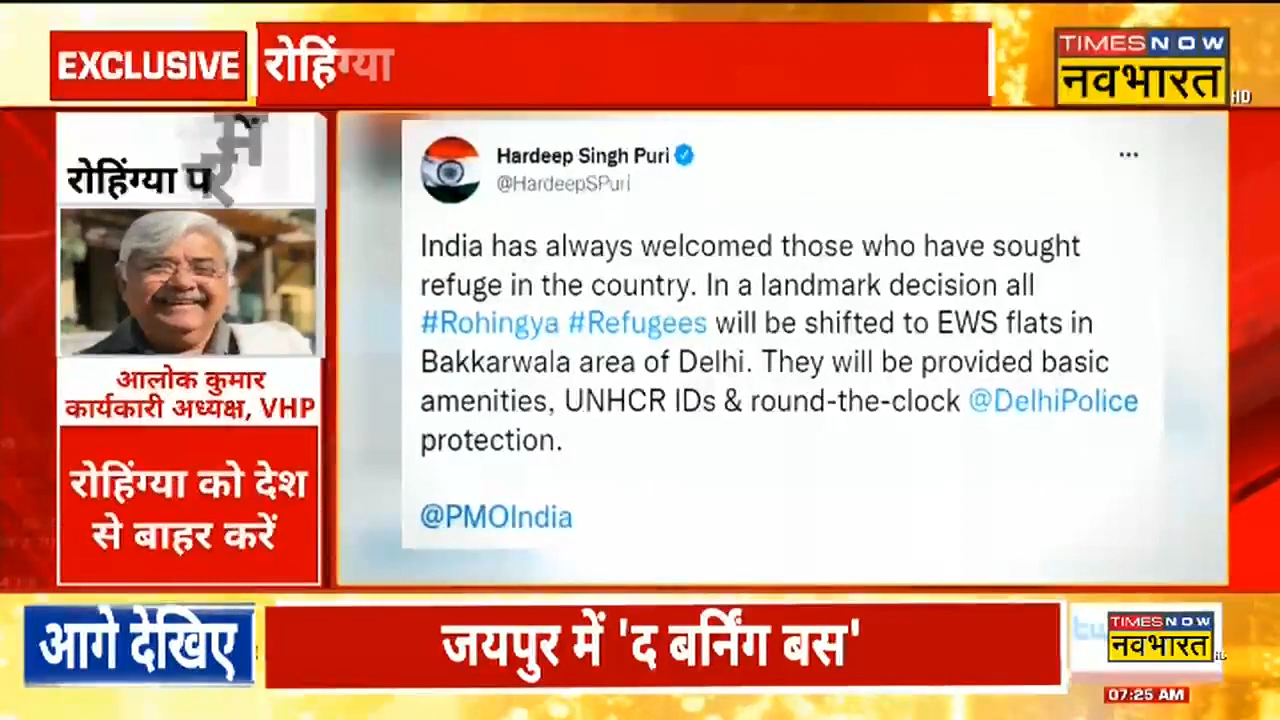 EXCLUSIVE
रोहिंग्या
TIMES NOW
नवभारत
HD
में
रोहिंग्या
आलोक कुमार
कार्यकारी अध्यक्ष, VHP
रोहिंग्या को देश
से बाहर करें
Hardeep Singh Puri
@HardeepSPuri
India has always welcomed those who have sought
refuge in the country. In a landmark decision all
#Rohingya #Refugees will be shifted to EWS flats in
Bakkarwala area of Delhi. They will be provided basic
amenities, UNHCR IDs & round-the-clock @DelhiPolice
protection.
@PMOIndia
आगे देखिए
जयपुर में 'द बर्निंग बस'
TIMES NOW
नवभारत
07:25 AM